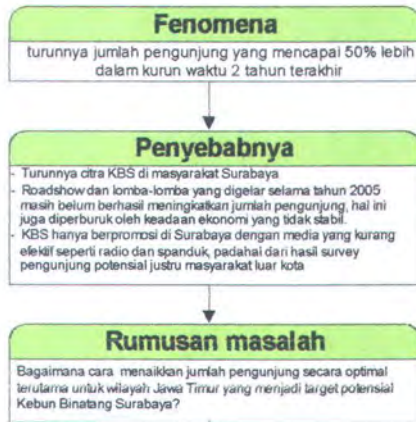 Fenomena
turunnya jumlah pengunjung yang mencapai 50% lebih
dalam kurun waktu 2 tahun terakhir
Penyebabnya
- Turunnya citra KBS di masyarakat Surabaya
- Roadshow dan lomba-lomba yang digelar selama tahun 2005
masih belum berhasil meningkatkan jumlah pengunjung, hal ini
juga diperburuk oleh keadaan ekonomi yang tidak stabil.
- KBS hanya berpromosi di Surabaya dengan media yang kurang
efektif seperti radio dan spanduk, padahal dari hasil survey
pengunjung potensial justru masyarakat luar kota
Rumusan masalah
Bagaimana cara menaikkan jumlah pengunjung secara optimal
terutama untuk wilayah Jawa Timur yang menjadi target potensial
Kebun Binatang Surabaya?